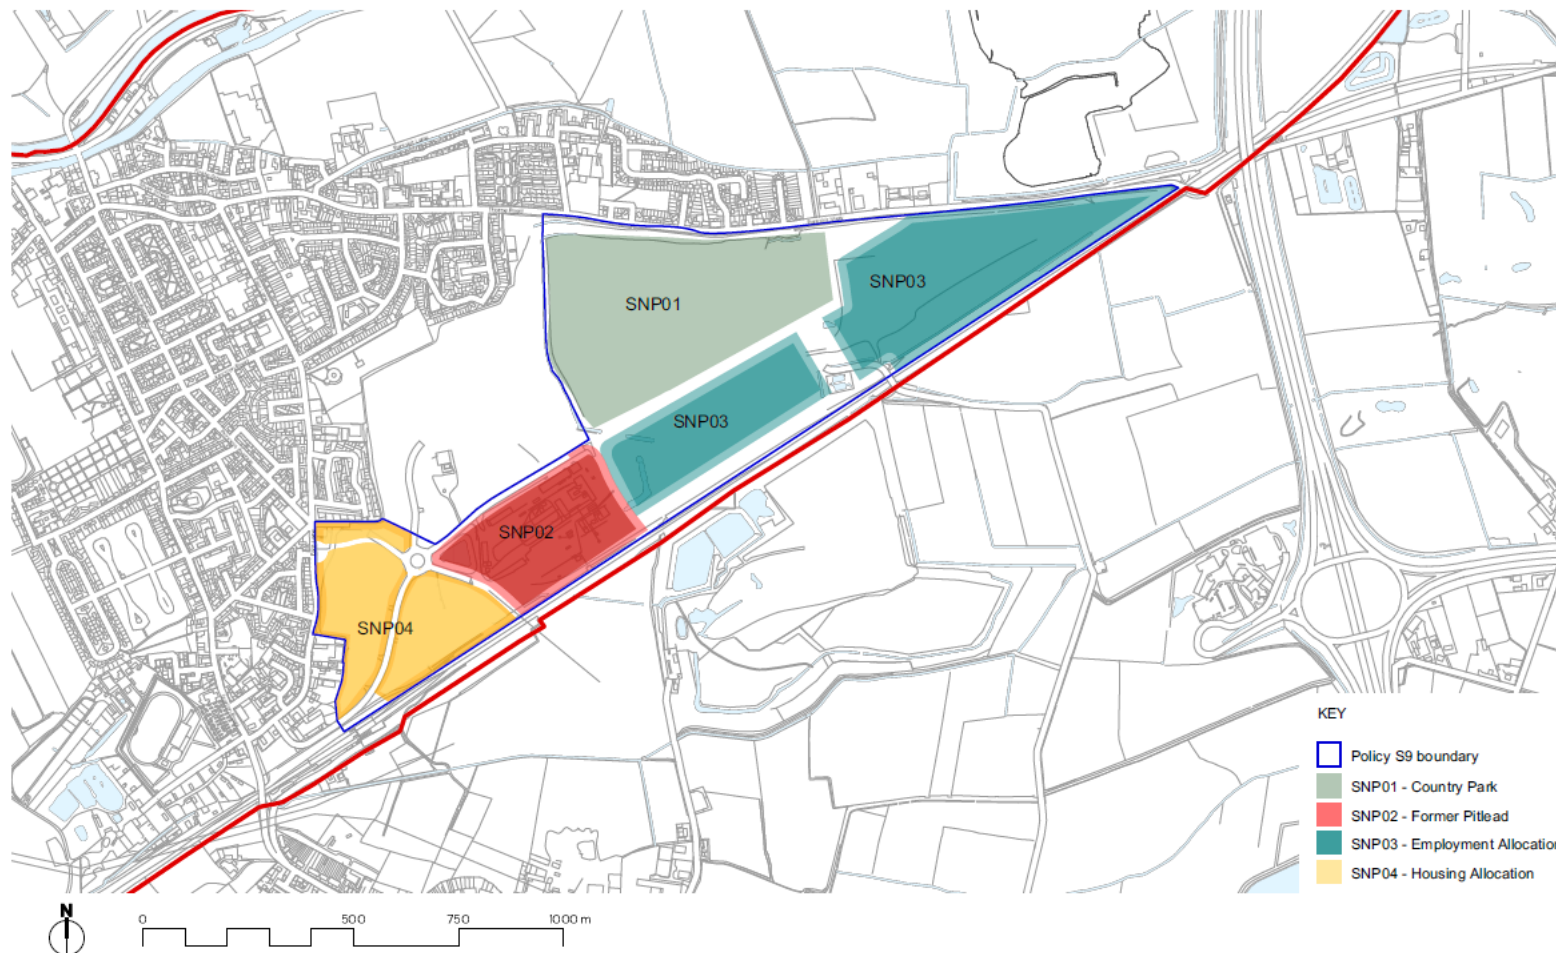 SNP03
SNP01
SNP03
SNP02
SNP04
KEY
Policy S9 boundary
SNP01 - Country Park
SNP02 - Former Pitlead
SNP03 - Employment Allocation
SNP04 - Housing Allocation
N
0 500 750 1000 m